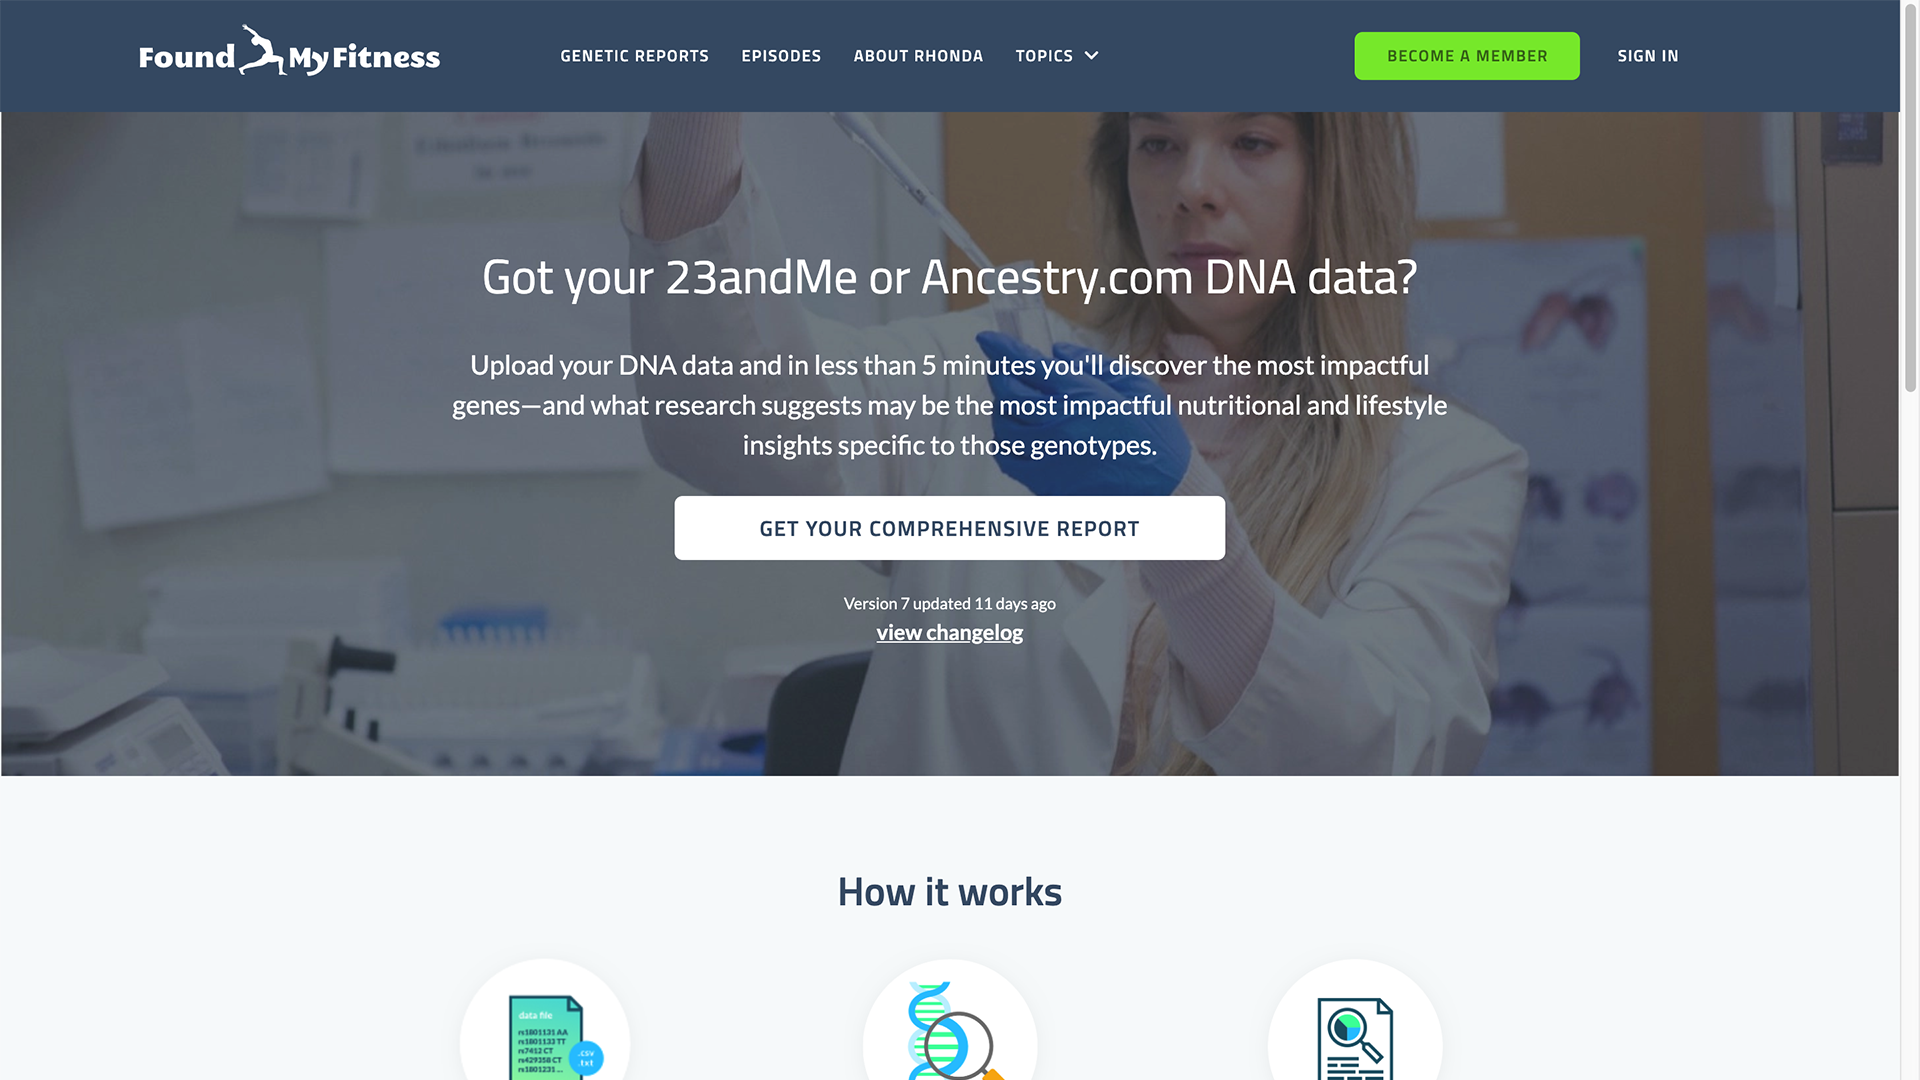 Found MyFitness
GENETIC REPORTS
EPISODES
ABOUT RHONDA
TOPICS
BECOME A MEMBER
SIGN IN
Got your 23andMe or Ancestry.com DNA data?
Upload your DNA data and in less than 5 minutes you'll discover the most impactful
genes—and what research suggests may be the most impactful nutritional and lifestyle
insights specific to those genotypes.
GET YOUR COMPREHENSIVE REPORT
Version 7 updated 11 days ago
view changelog
How it works
data file
rs1801131 AA
rs1801133 TT
rs7412 CT
rs429358 CT
rs1801231 ...
.csv
.txt